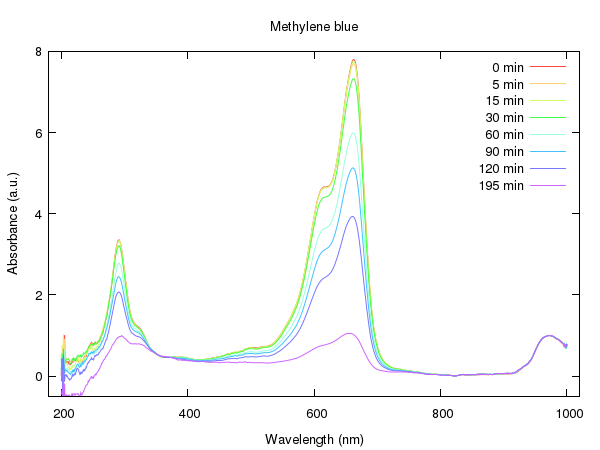 Methylene blue
8
6
4
2
0
Absorbance (a.u.)
0 min
5 min
15 min
30 min
60 min
90 min
120 min
195 min
200 400 600 800 1000
Wavelength (nm)